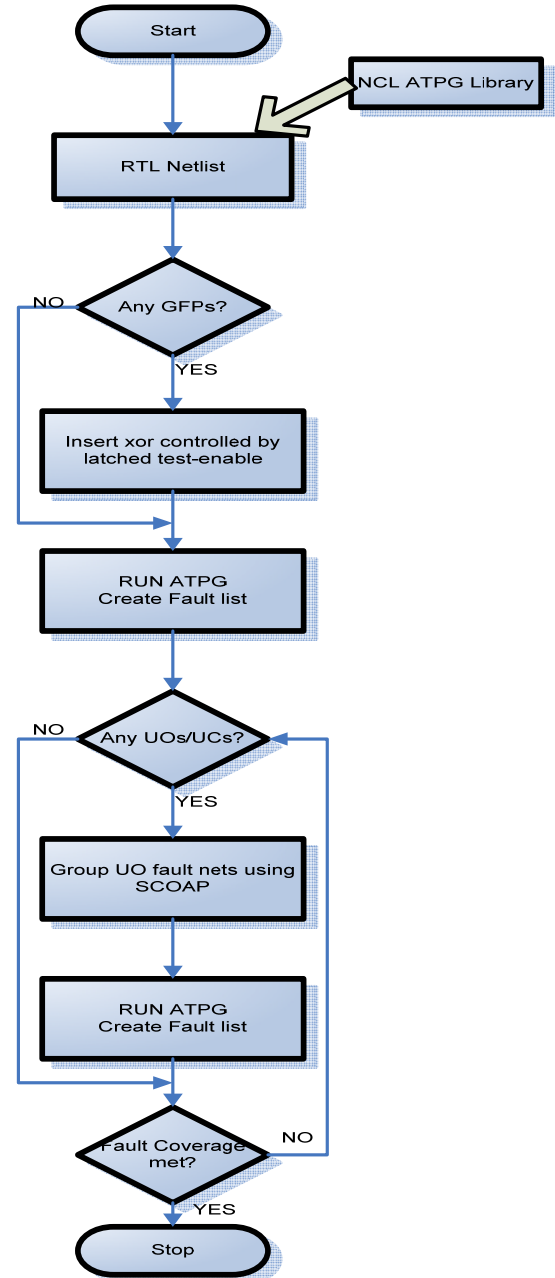 Start
NCL ATPG Library
RTL Netlist
NO
Any GFPs?
YES
Insert xor controlled by
latched test-enable
RUN ATPG
Create Fault list
NO
Any UOs/UCs?
YES
Group UO fault nets using
SCOAP
RUN ATPG
Create Fault list
Fault Coverage
met?
NO
YES
Stop